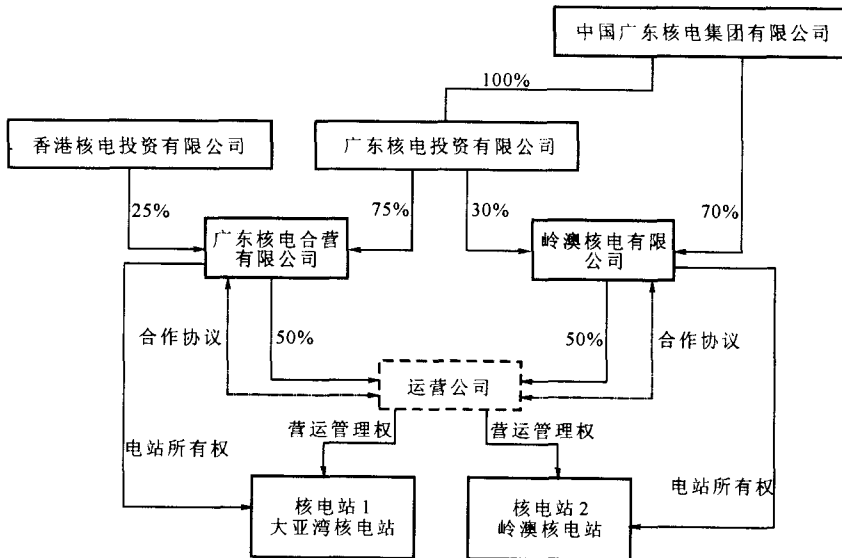 中国广东核电集团有限公司
100%
香港核电投资有限公司
广东核电投资有限公司
25%
75%
30%
70%
广东核电合营
有限公司
岭澳核电有限
公司
合作协议
50%
50%
合作协议
运营公司
营运管理权
营运管理权
电站所有权
电站所有权
核电站1
大亚湾核电站
核电站2
岭澳核电站